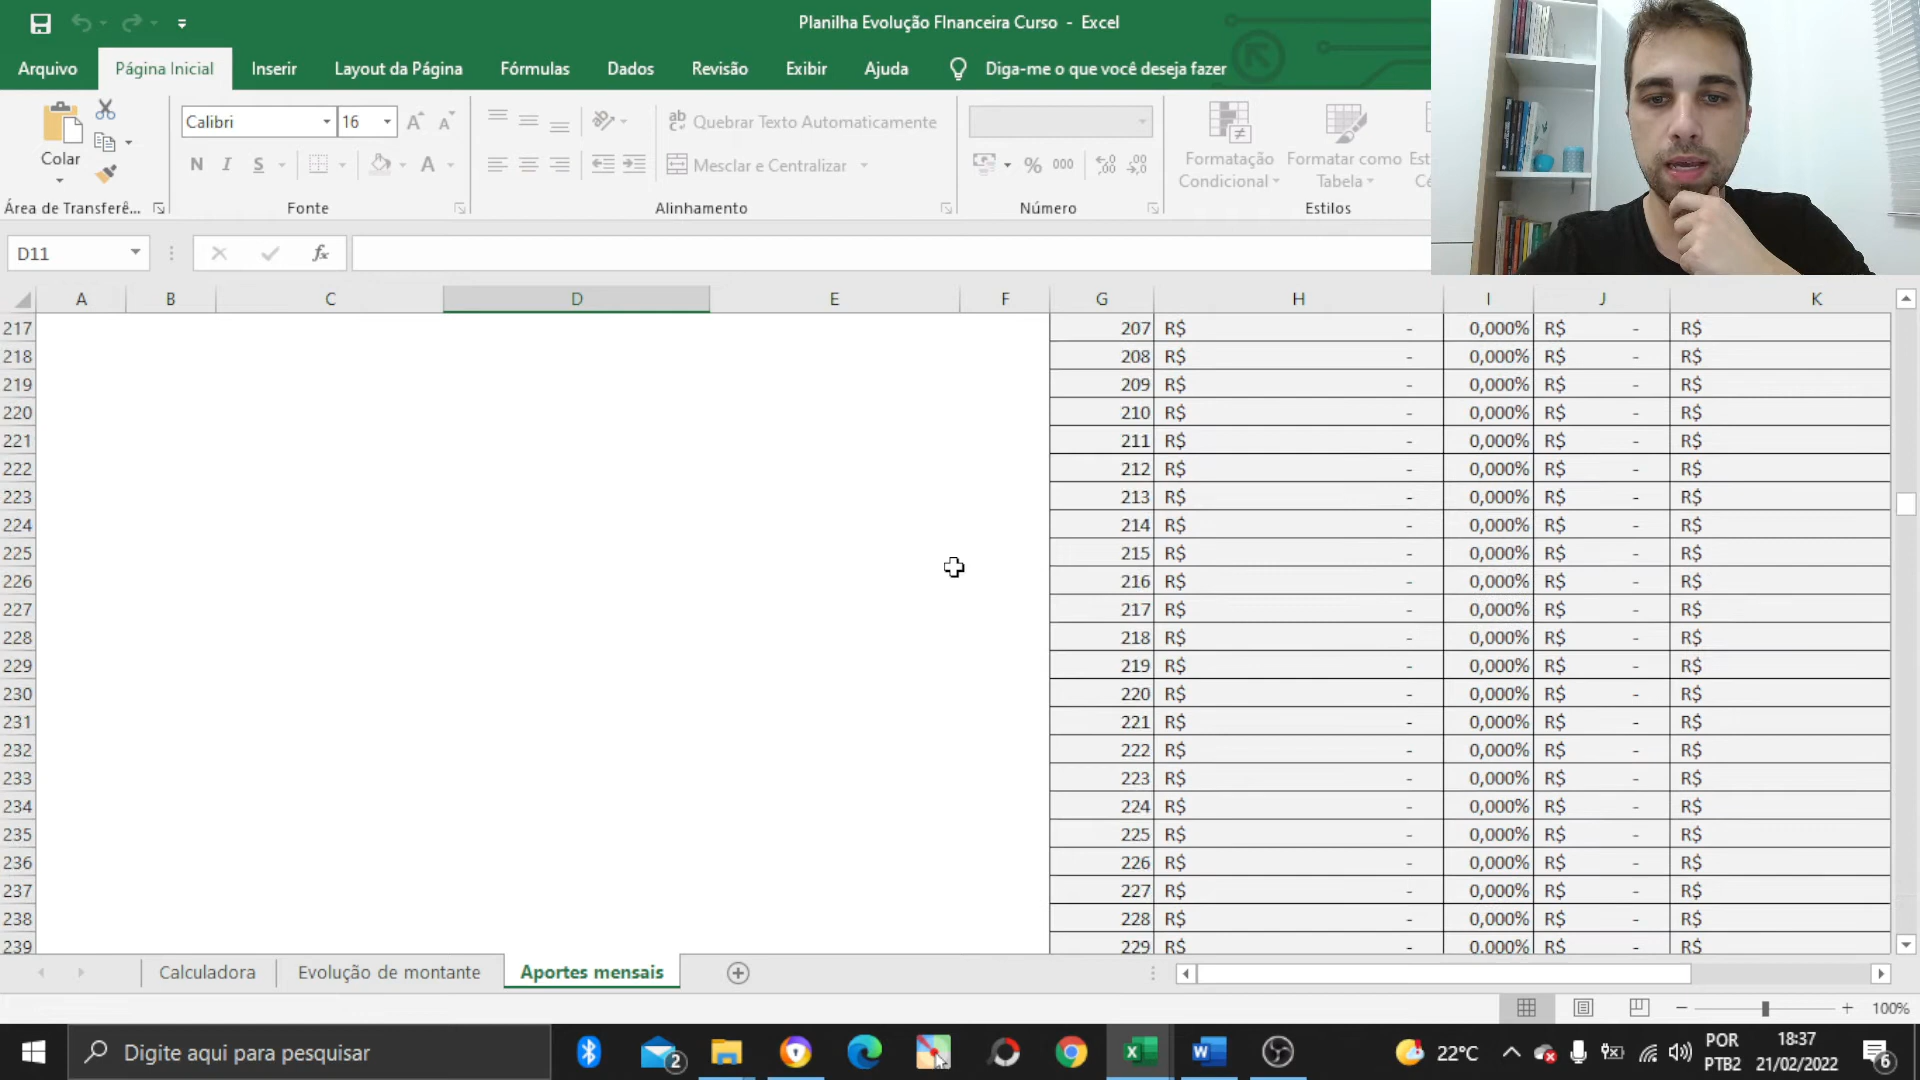 Planilha Evolução FInanceira Curso - Excel
Arquivo Página Inicial Inserir Layout da Página Fórmulas Dados Revisão Exibir Ajuda Diga-me o que você deseja fazer
Colar
Área de Transferê...
Calibri 16
N I S A
Fonte
Quebrar Texto Automaticamente
Mesclar e Centralizar
Alinhamento
% 000
Número
Formatação Condicional
Formatar como Tabela
Estilos
D11 fx
A B C D E F G H I J K
217 207 R$ - 0,000% R$ - R$
218 208 R$ - 0,000% R$ - R$
219 209 R$ - 0,000% R$ - R$
220 210 R$ - 0,000% R$ - R$
221 211 R$ - 0,000% R$ - R$
222 212 R$ - 0,000% R$ - R$
223 213 R$ - 0,000% R$ - R$
224 214 R$ - 0,000% R$ - R$
225 215 R$ - 0,000% R$ - R$
226 216 R$ - 0,000% R$ - R$
227 217 R$ - 0,000% R$ - R$
228 218 R$ - 0,000% R$ - R$
229 219 R$ - 0,000% R$ - R$
230 220 R$ - 0,000% R$ - R$
231 221 R$ - 0,000% R$ - R$
232 222 R$ - 0,000% R$ - R$
233 223 R$ - 0,000% R$ - R$
234 224 R$ - 0,000% R$ - R$
235 225 R$ - 0,000% R$ - R$
236 226 R$ - 0,000% R$ - R$
237 227 R$ - 0,000% R$ - R$
238 228 R$ - 0,000% R$ - R$
239 229 R$ - 0,000% R$ - R$
Calculadora Evolução de montante Aportes mensais
100%
Digite aqui para pesquisar
2
22°C
POR
PTB2
18:37
21/02/2022
6